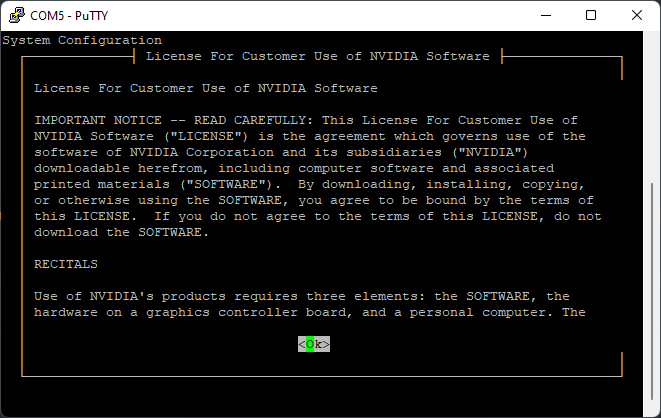 COM5 - PuTTY
System Configuration
License For Customer Use of NVIDIA Software
License For Customer Use of NVIDIA Software
IMPORTANT NOTICE -- READ CAREFULLY: This License For Customer Use of
NVIDIA Software ("LICENSE") is the agreement which governs use of the
software of NVIDIA Corporation and its subsidiaries ("NVIDIA")
downloadable herefrom, including computer software and associated
printed materials ("SOFTWARE").  By downloading, installing, copying,
or otherwise using the SOFTWARE, you agree to be bound by the terms of
this LICENSE.  If you do not agree to the terms of this LICENSE, do not
download the SOFTWARE.
RECITALS
Use of NVIDIA's products requires three elements: the SOFTWARE, the
hardware on a graphics controller board, and a personal computer. The
<Ok>